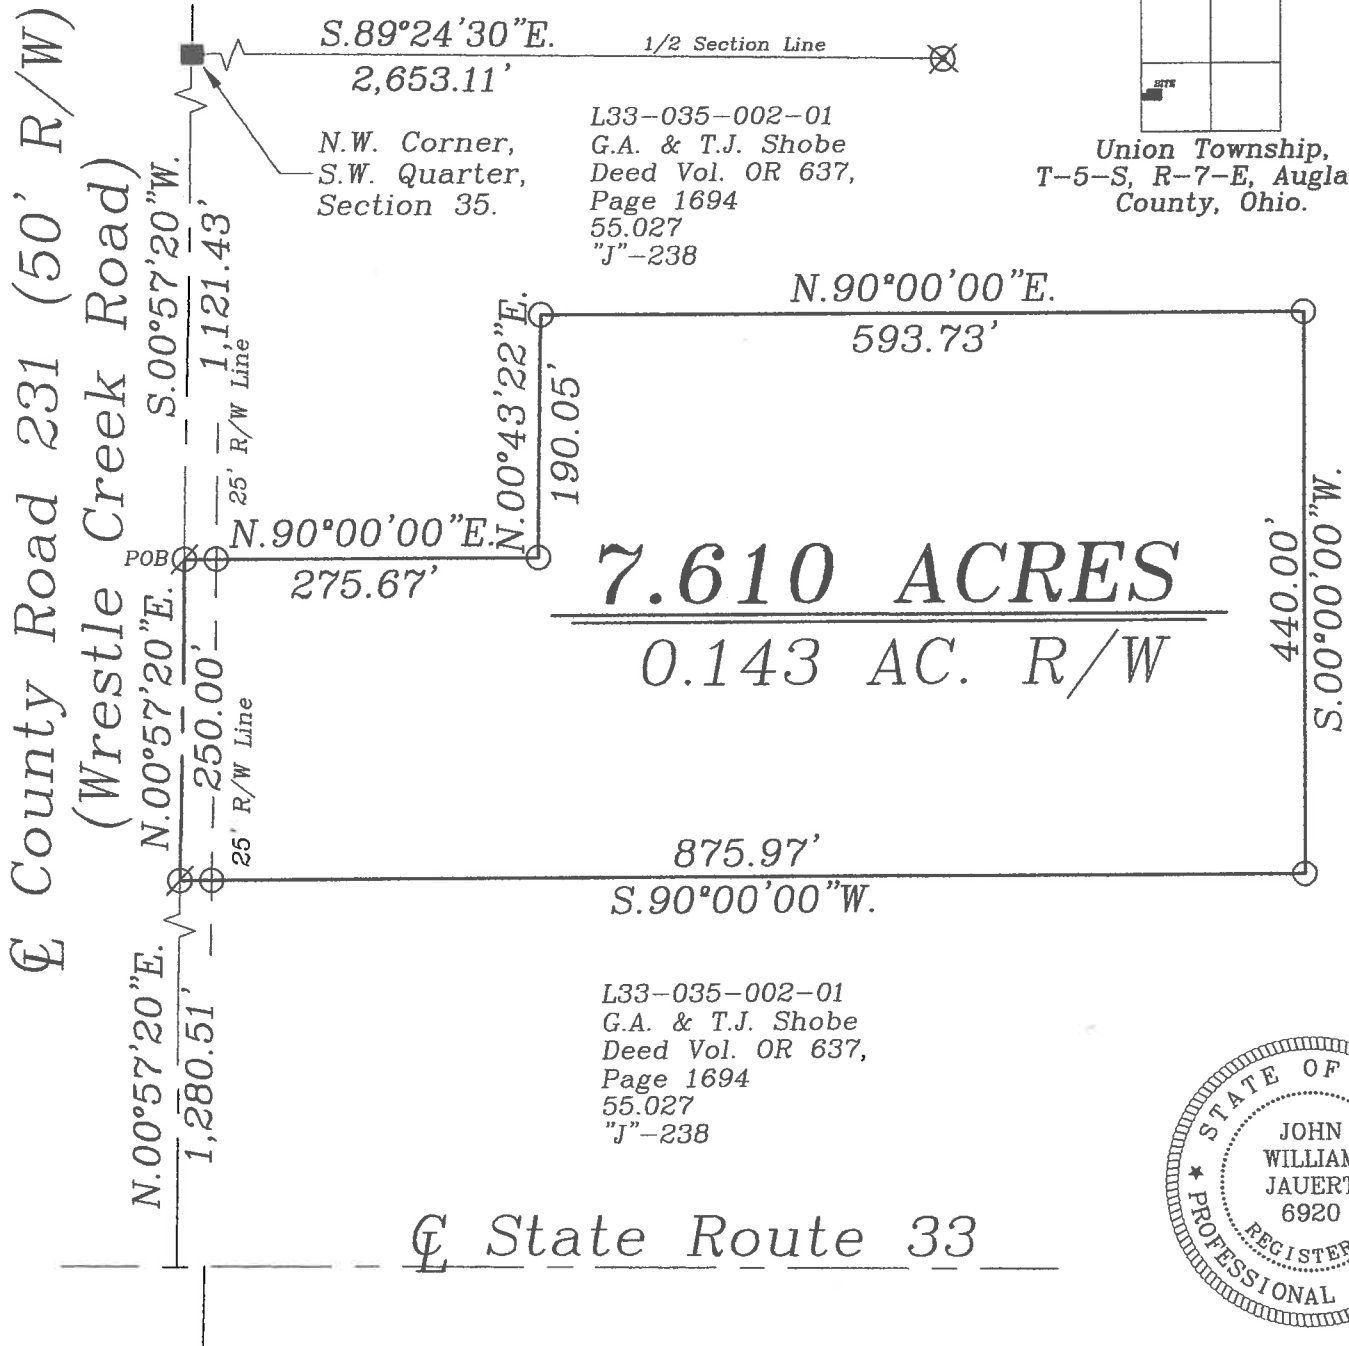 S.89°24'30"E.
1/2 Section Line
2,653.11'
N.W. Corner,
S.W. Quarter,
Section 35.
L33-035-002-01
G.A. & T.J. Shobe
Deed Vol. OR 637,
Page 1694
55.027
"J"-238
SITE
Union Township,
T-5-S, R-7-E, Augla
County, Ohio.
℄ County Road 231 (50' R/W)
(Wrestle Creek Road)
S.00°57'20"W.
1,121.43'
25' R/W Line
N.90°00'00"E.
593.73'
N.00°43'22"E.
190.05'
POB
N.90°00'00"E.
275.67'
7.610 ACRES
0.143 AC. R/W
440.00'
S.00°00'00"W.
N.00°57'20"E.
250.00'
25' R/W Line
875.97'
S.90°00'00"W.
N.00°57'20"E.
1,280.51'
L33-035-002-01
G.A. & T.J. Shobe
Deed Vol. OR 637,
Page 1694
55.027
"J"-238
℄ State Route 33
STATE OF
JOHN
WILLIAM
JAUERT
6920
REGISTER
★ PROFESSIONAL